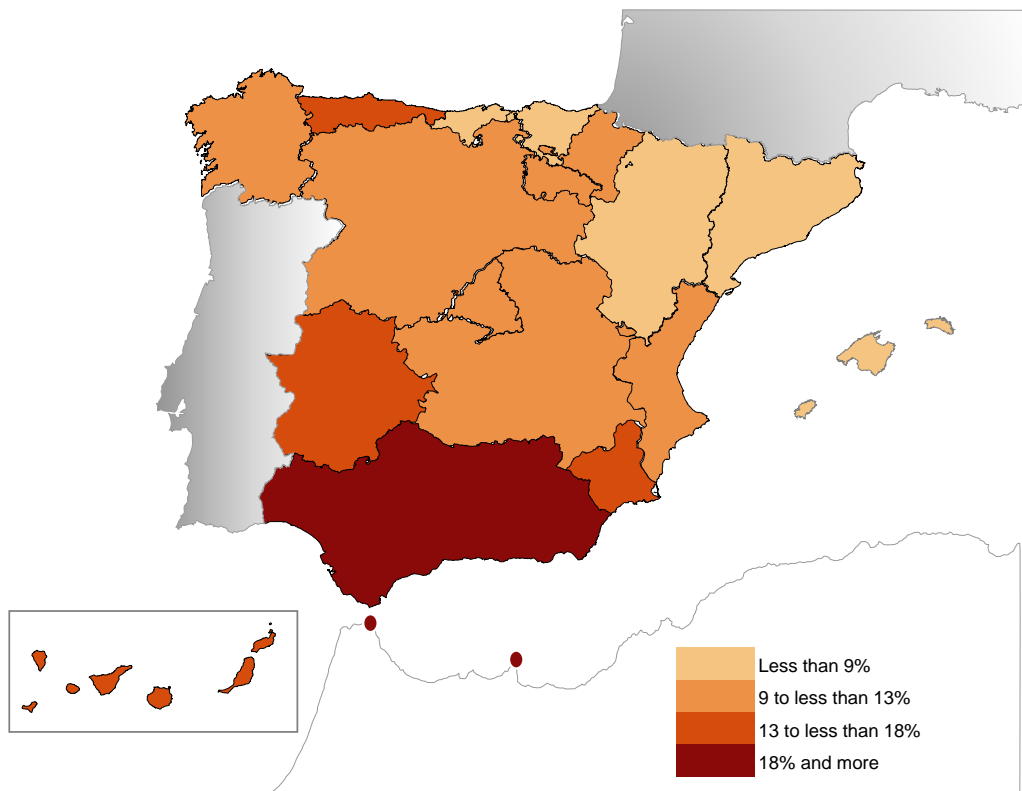 Less than 9%
9 to less than 13%
13 to less than 18%
18% and more